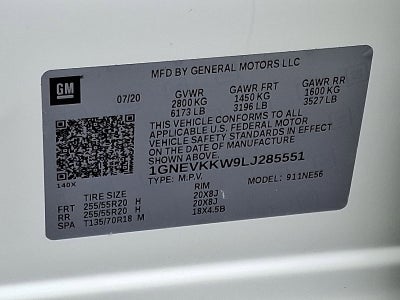 GM
MFD BY GENERAL MOTORS LLC
07/20 GVWR GAWR FRT GAWR RR
2800 KG 1450 KG 1600 KG
6173 LB 3196 LB 3527 LB
THIS VEHICLE CONFORMS TO ALL
APPLICABLE U.S. FEDERAL MOTOR
VEHICLE SAFETY STANDARDS IN EFFECT
ON THE DATE OF MANUFACTURE
SHOWN ABOVE.
1GNEVKKW9LJ285551
140X TYPE: M.P.V. MODEL: 911NE56
TIRE SIZE RIM
FRT 255/55R20 H 20X8J
RR 255/55R20 H 20X8J
SPA T135/70R18 M 18X4.5B